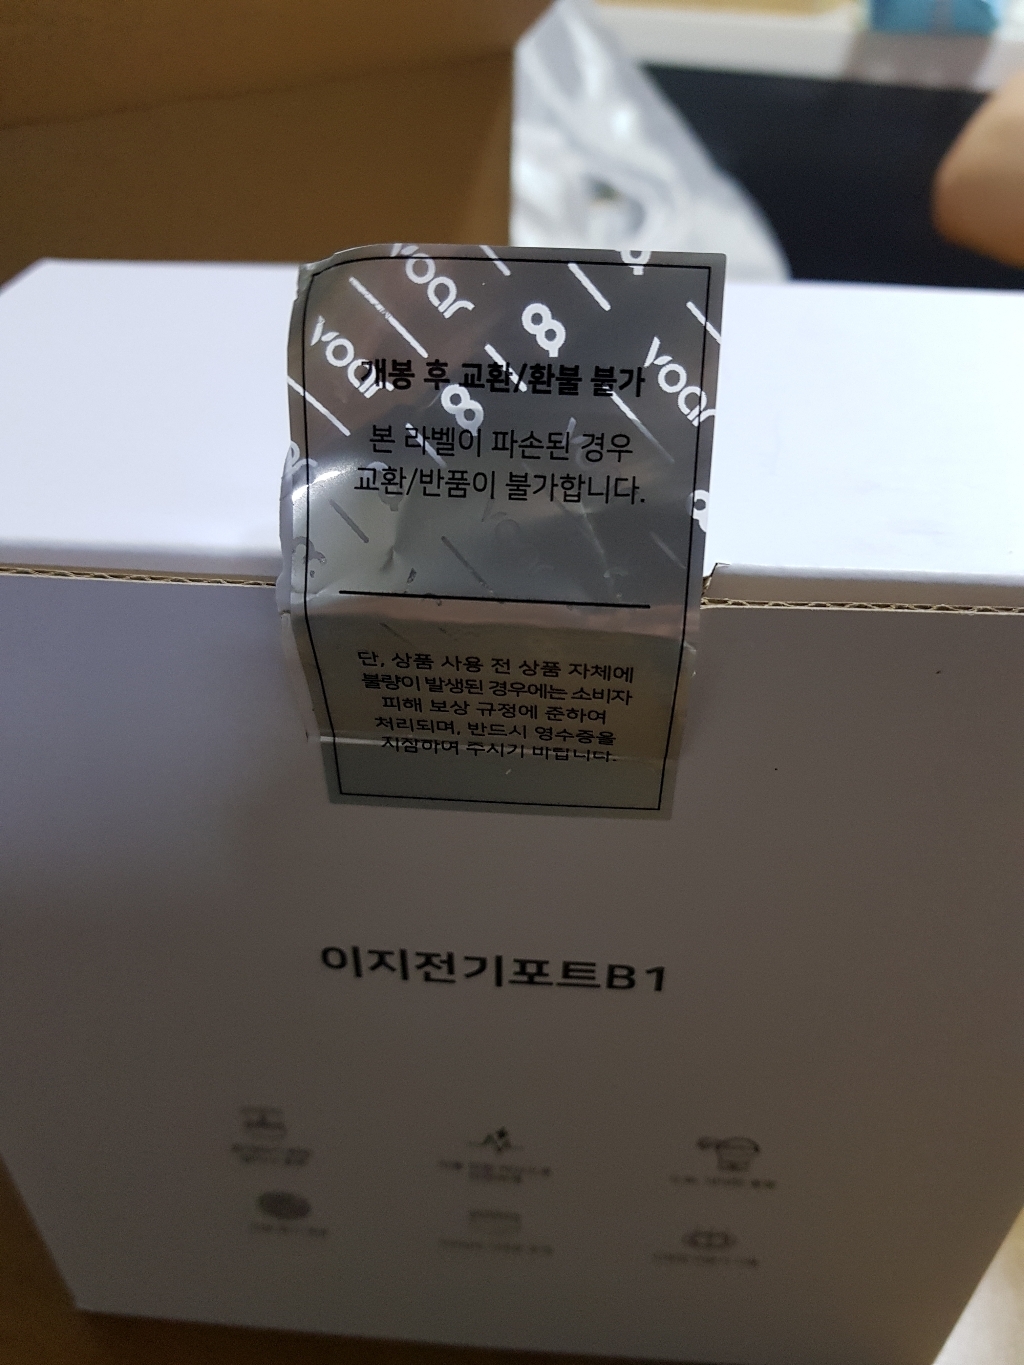 voar
voar
voar
개봉 후 교환/환불 불가
본 라벨이 파손된 경우
교환/반품이 불가합니다.
단, 상품 사용 전 상품 자체에
불량이 발생된 경우에는 소비자
피해 보상 규정에 준하여
처리되며, 반드시 영수증을
지참하여 주시기 바랍니다.
이지전기포트B1